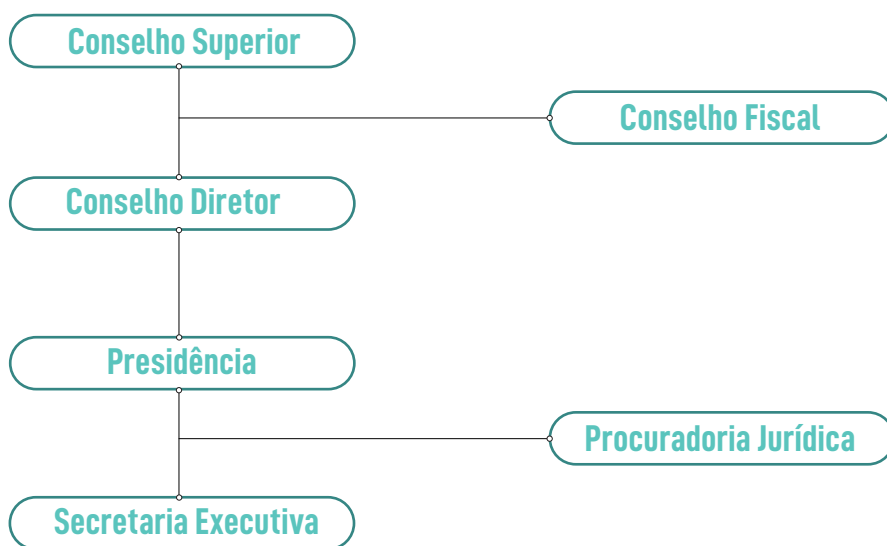 Conselho Superior
Conselho Fiscal
Conselho Diretor
Presidência
Procuradoria Jurídica
Secretaria Executiva